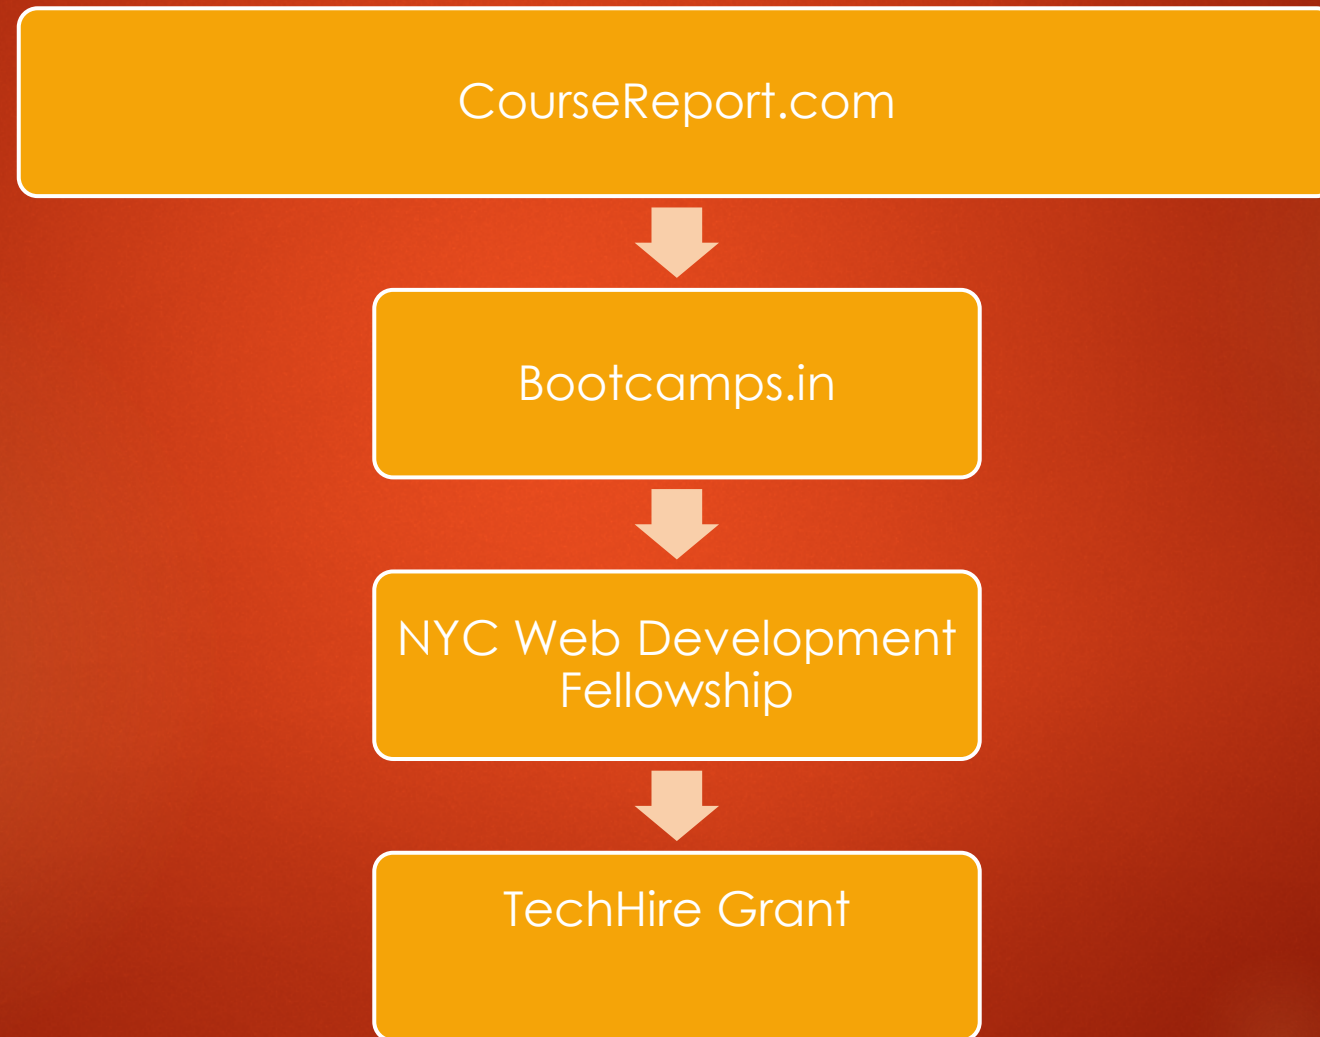 CourseReport.com
Bootcamps.in
NYC Web Development
Fellowship
TechHire Grant